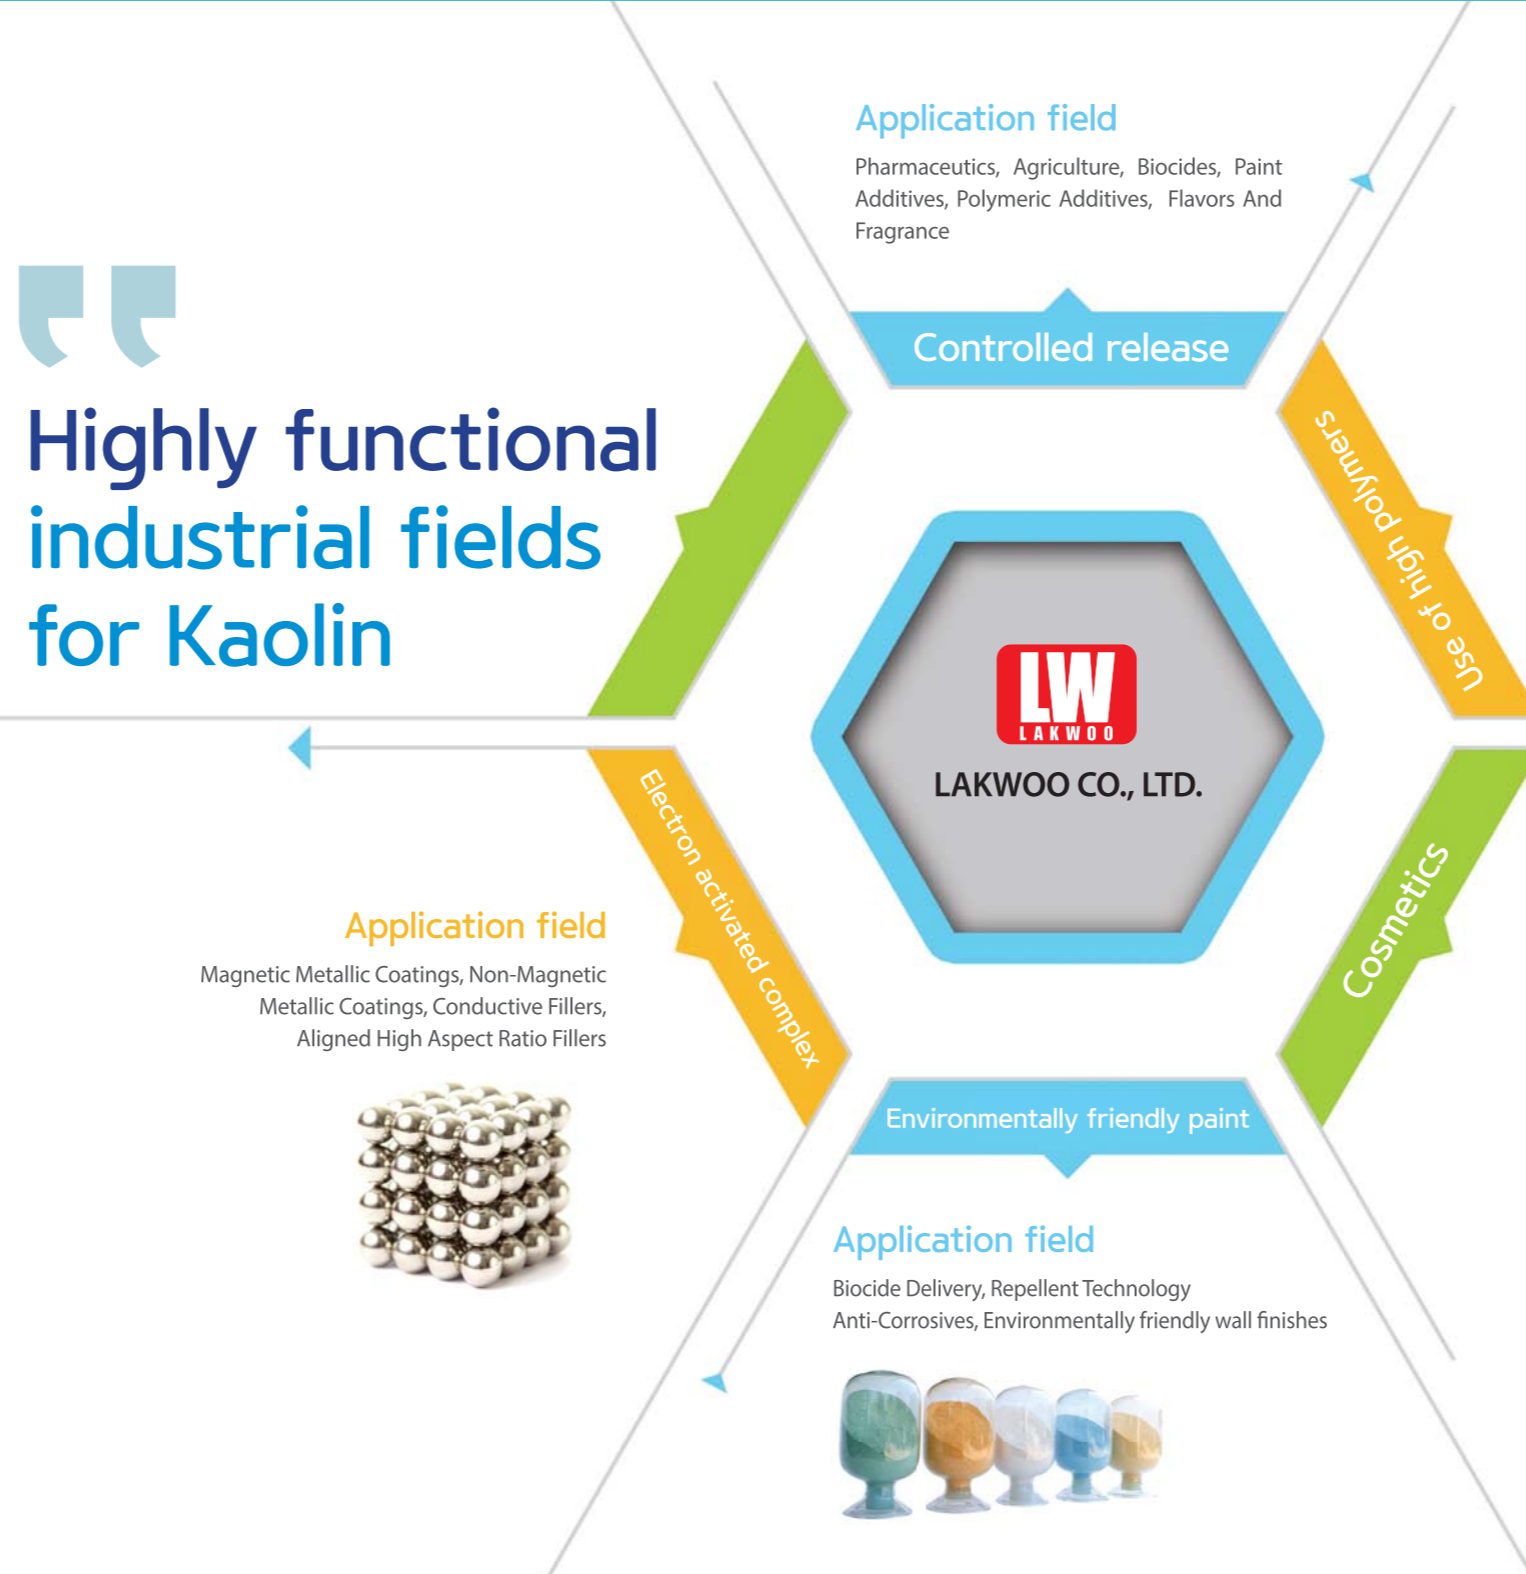 Highly functional
industrial fields
for Kaolin
Application field
Pharmaceutics, Agriculture, Biocides, Paint
Additives, Polymeric Additives, Flavors And
Fragrance
Controlled release
Use of high polymers
LW
LAKWOO
LAKWOO CO., LTD.
Electron activated complex
Cosmetics
Application field
Magnetic Metallic Coatings, Non-Magnetic
Metallic Coatings, Conductive Fillers,
Aligned High Aspect Ratio Fillers
Environmentally friendly paint
Application field
Biocide Delivery, Repellent Technology
Anti-Corrosives, Environmentally friendly wall finishes